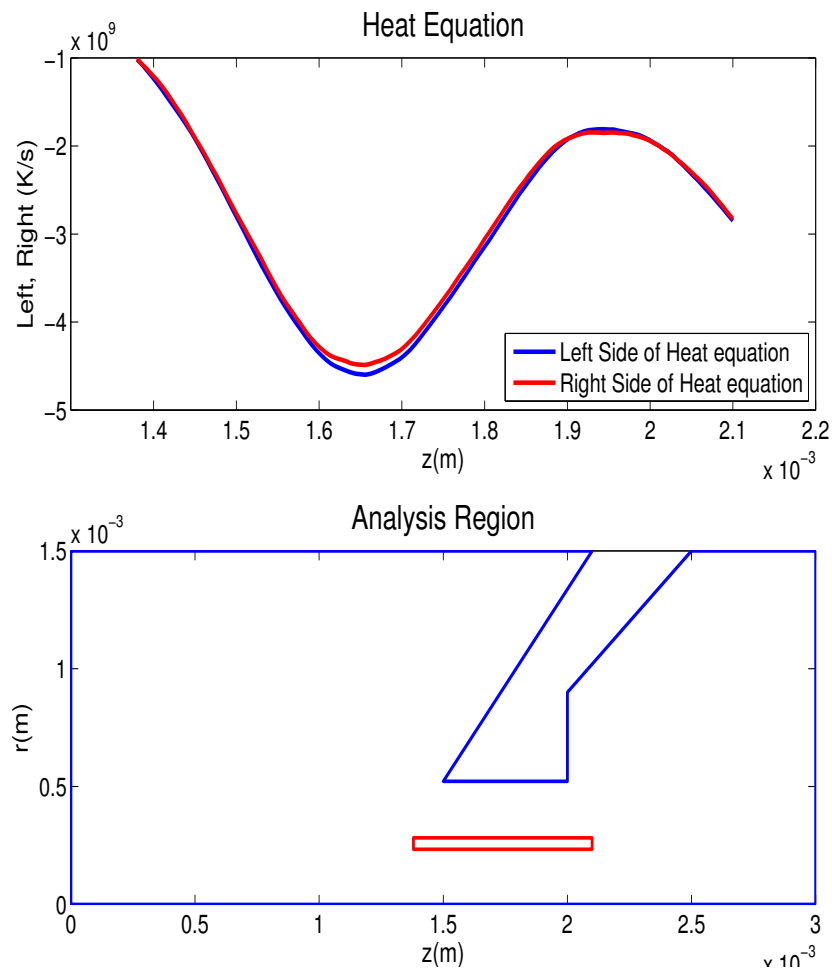 Heat Equation
x 10⁹
Left, Right (K/s)
-1
-2
-3
-4
-5
Left Side of Heat equation
Right Side of Heat equation
1.4 1.5 1.6 1.7 1.8 1.9 2 2.1 2.2
z(m)
x 10⁻³
Analysis Region
x 10⁻³
r(m)
1.5
1
0.5
0
0 0.5 1 1.5 2 2.5 3
z(m)
x 10⁻³